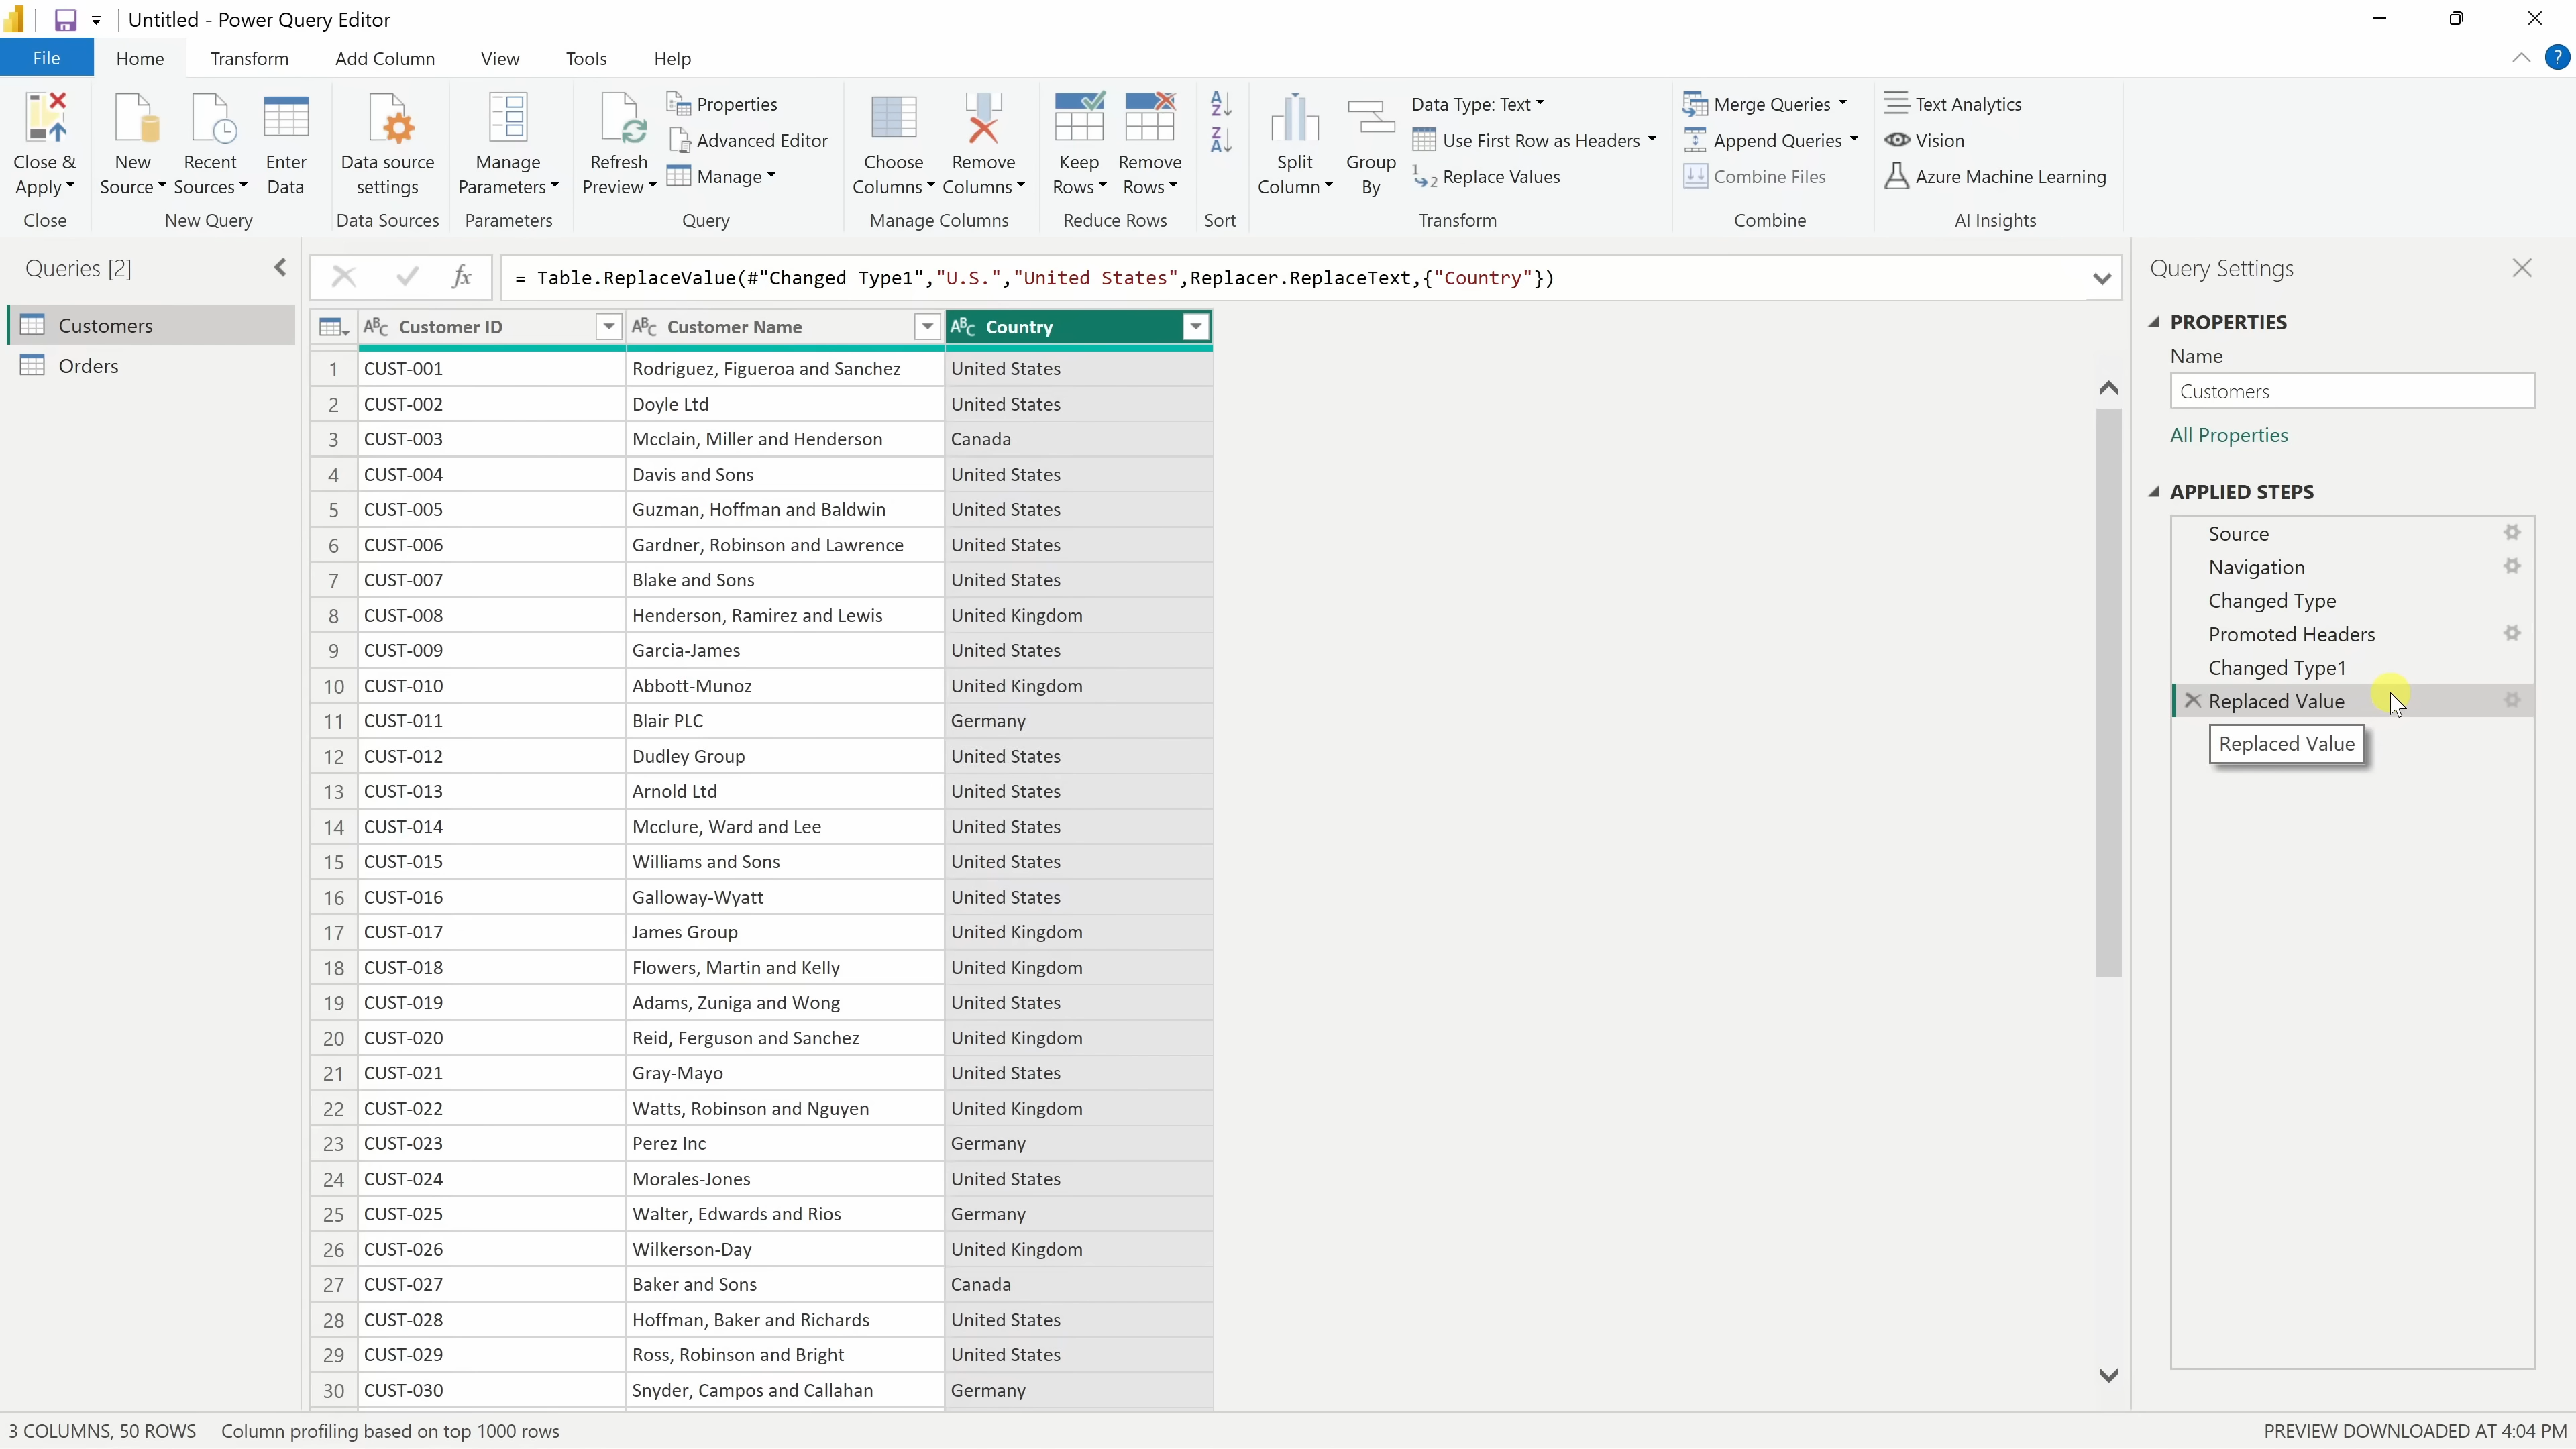 Untitled - Power Query Editor
File Home Transform Add Column View Tools Help
?
Close & Apply
Close
New Source
Recent Sources
Enter Data
New Query
Data source settings
Data Sources
Manage Parameters
Parameters
Refresh Preview
Properties
Advanced Editor
Manage
Query
Choose Columns
Remove Columns
Manage Columns
Keep Rows
Remove Rows
Reduce Rows
A Z
Z A
Sort
Split Column
Group By
Data Type: Text
Use First Row as Headers
1 2 Replace Values
Transform
Merge Queries
Append Queries
Combine Files
Combine
Text Analytics
Vision
Azure Machine Learning
AI Insights
Queries [2]
Customers
Orders
fx = Table.ReplaceValue(#"Changed Type1","U.S.","United States",Replacer.ReplaceText,{"Country"})
ABC Customer ID ABC Customer Name ABC Country
1 CUST-001 Rodriguez, Figueroa and Sanchez United States
2 CUST-002 Doyle Ltd United States
3 CUST-003 Mcclain, Miller and Henderson Canada
4 CUST-004 Davis and Sons United States
5 CUST-005 Guzman, Hoffman and Baldwin United States
6 CUST-006 Gardner, Robinson and Lawrence United States
7 CUST-007 Blake and Sons United States
8 CUST-008 Henderson, Ramirez and Lewis United Kingdom
9 CUST-009 Garcia-James United States
10 CUST-010 Abbott-Munoz United Kingdom
11 CUST-011 Blair PLC Germany
12 CUST-012 Dudley Group United States
13 CUST-013 Arnold Ltd United States
14 CUST-014 Mcclure, Ward and Lee United States
15 CUST-015 Williams and Sons United States
16 CUST-016 Galloway-Wyatt United States
17 CUST-017 James Group United Kingdom
18 CUST-018 Flowers, Martin and Kelly United Kingdom
19 CUST-019 Adams, Zuniga and Wong United States
20 CUST-020 Reid, Ferguson and Sanchez United Kingdom
21 CUST-021 Gray-Mayo United States
22 CUST-022 Watts, Robinson and Nguyen United Kingdom
23 CUST-023 Perez Inc Germany
24 CUST-024 Morales-Jones United States
25 CUST-025 Walter, Edwards and Rios Germany
26 CUST-026 Wilkerson-Day United Kingdom
27 CUST-027 Baker and Sons Canada
28 CUST-028 Hoffman, Baker and Richards United States
29 CUST-029 Ross, Robinson and Bright United States
30 CUST-030 Snyder, Campos and Callahan Germany
Query Settings
PROPERTIES
Name
Customers
All Properties
APPLIED STEPS
Source
Navigation
Changed Type
Promoted Headers
Changed Type1
Replaced Value
Replaced Value
3 COLUMNS, 50 ROWS Column profiling based on top 1000 rows
PREVIEW DOWNLOADED AT 4:04 PM